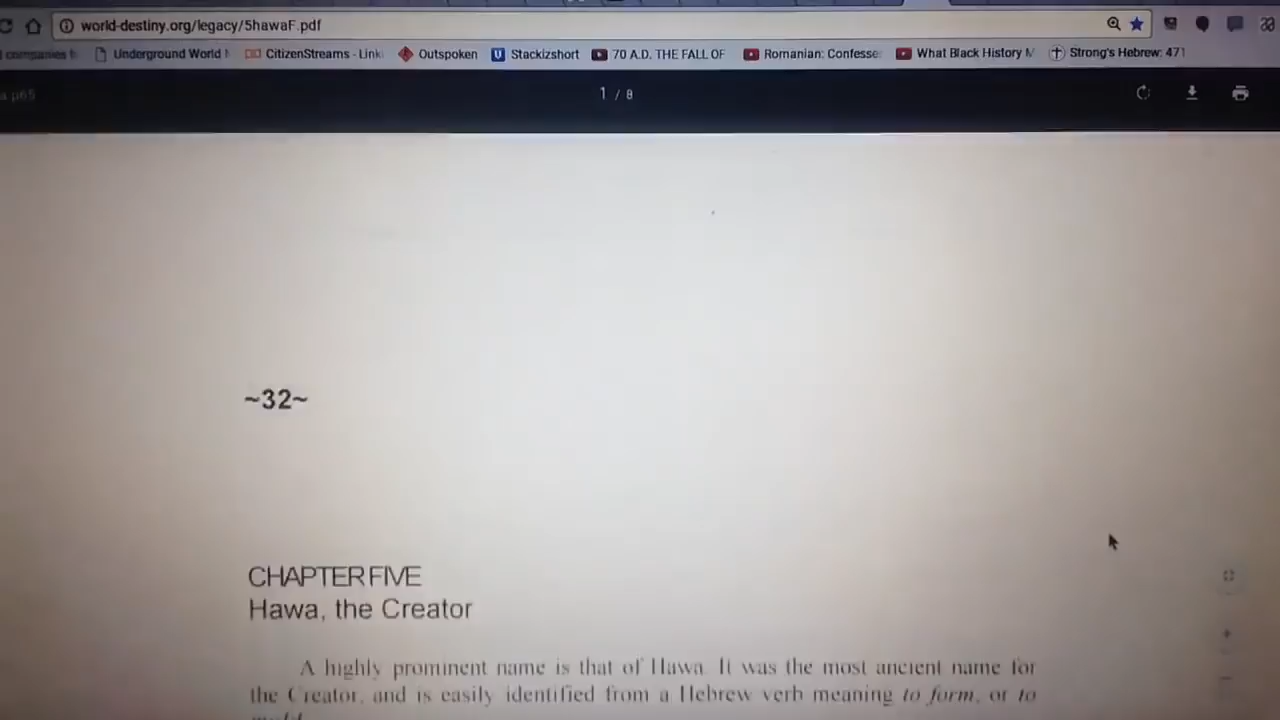 world-destiny.org/legacy/5hawaF.pdf
companies Underground World CitizenStreams - Link Outspoken Stackizshort 70 A.D. THE FALL OF Romanian: Confesse What Black History M Strong's Hebrew: 471
1 / 8
~32~
CHAPTER FIVE
Hawa, the Creator
A highly prominent name is that of Hawa. It was the most ancient name for
the Creator, and is easily identified from a Hebrew verb meaning to form, or to